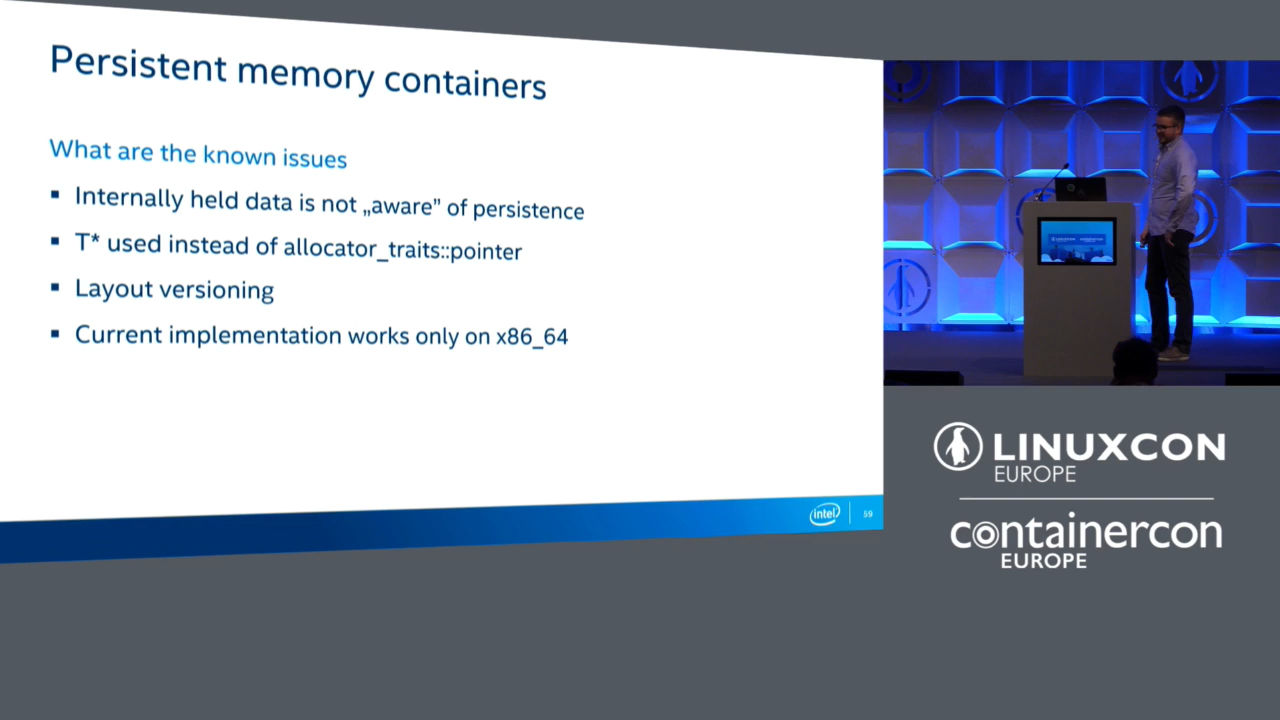 Persistent memory containers
What are the known issues
▪ Internally held data is not „aware” of persistence
▪ T* used instead of allocator_traits::pointer
▪ Layout versioning
▪ Current implementation works only on x86_64
intel
59
LINUXCON
EUROPE
containercon
EUROPE